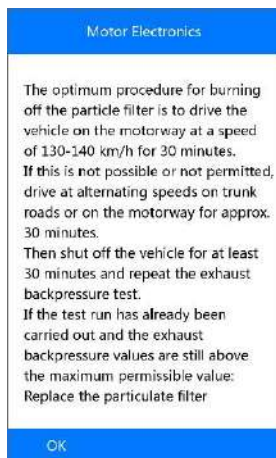 Motor Electronics
The optimum procedure for burning
off the particle filter is to drive the
vehicle on the motorway at a speed
of 130-140 km/h for 30 minutes.
If this is not possible or not permitted,
drive at alternating speeds on trunk
roads or on the motorway for approx.
30 minutes.
Then shut off the vehicle for at least
30 minutes and repeat the exhaust
backpressure test.
If the test run has already been
carried out and the exhaust
backpressure values are still above
the maximum permissible value:
Replace the particulate filter
OK